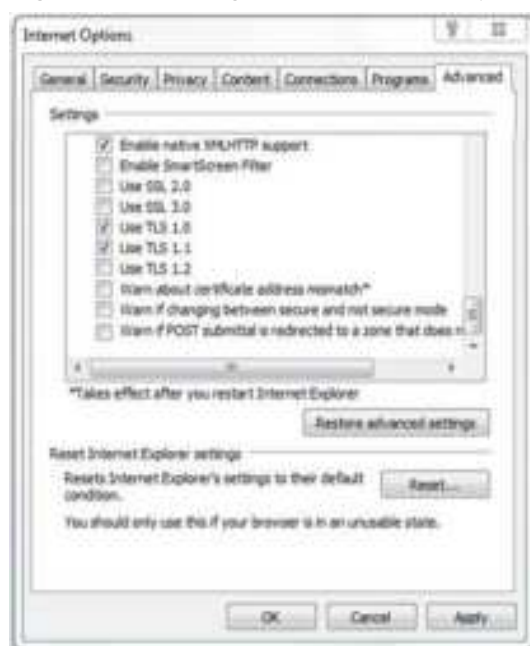 Internet Options
General Security Privacy Content Connections Programs Advanced
Settings
Enable native XMLHTTP support
Enable SmartScreen Filter
Use SSL 2.0
Use SSL 3.0
Use TLS 1.0
Use TLS 1.1
Use TLS 1.2
Warn about certificate address mismatch*
Warn if changing between secure and not secure mode
Warn if POST submittal is redirected to a zone that does n
*Takes effect after you restart Internet Explorer
Restore advanced settings
Reset Internet Explorer settings
Resets Internet Explorer's settings to their default
condition.
Reset...
You should only use this if your browser is in an unusable state.
OK Cancel Apply